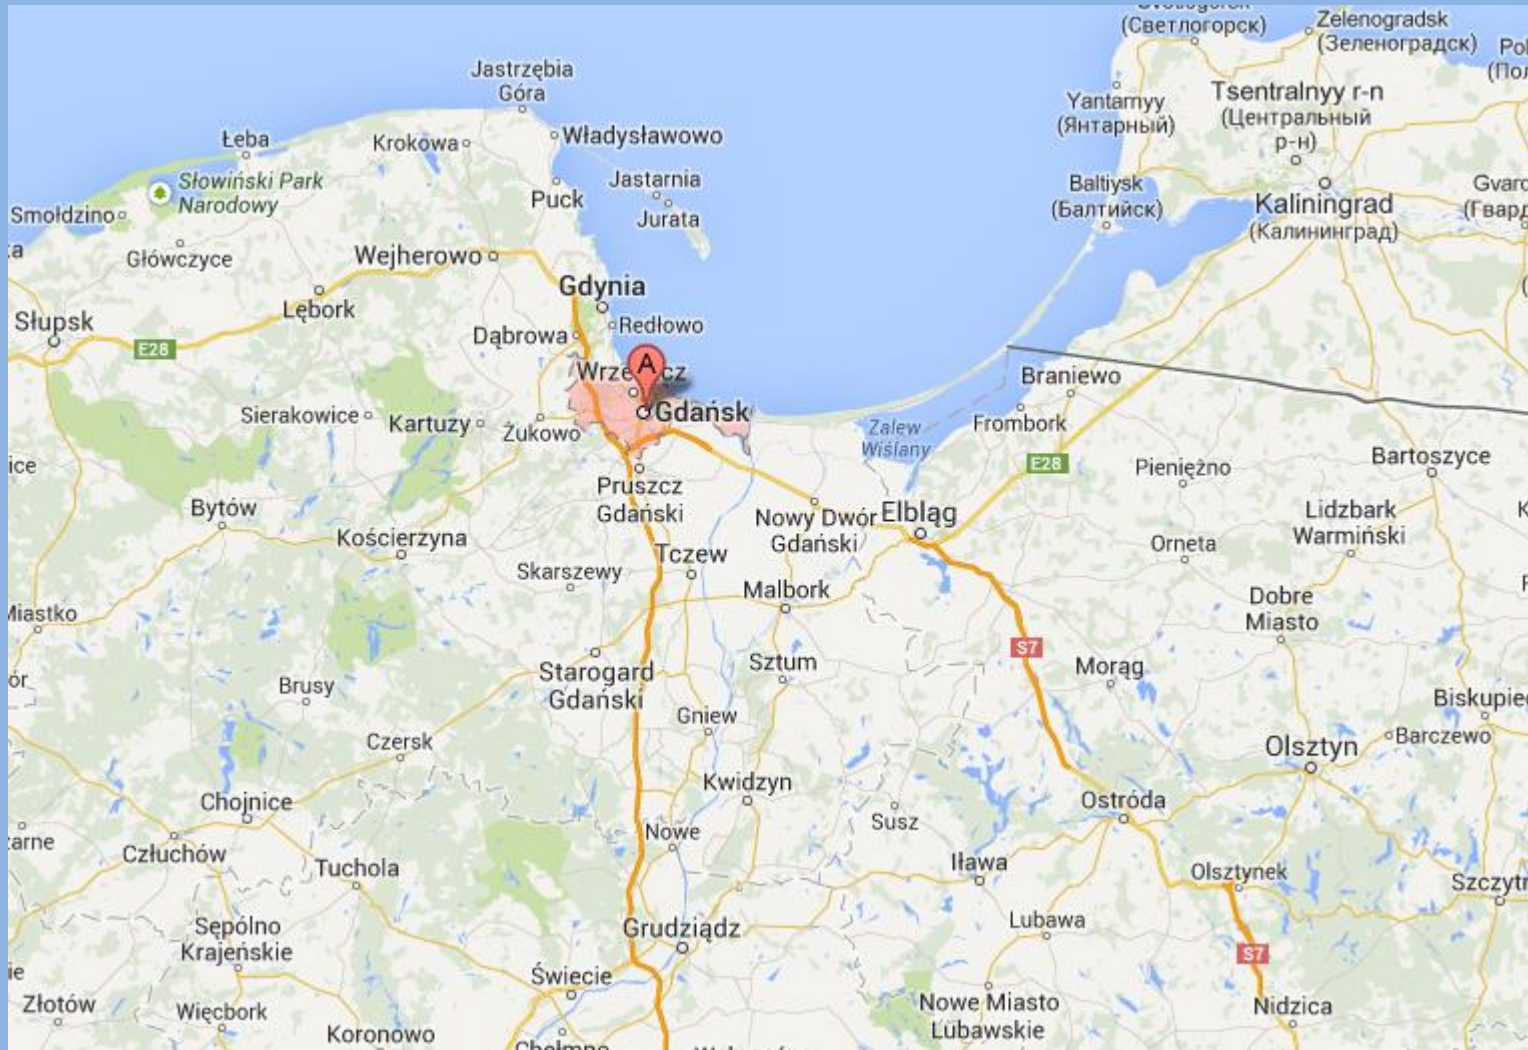 (Светлогорск)
Zelenogradsk
(Зеленоградск)
Jastrzębia
Góra
Yantarnyy
(Янтарный)
Tsentralnyy r-n
(Центральный
р-н)
Łeba
Krokowa
Władysławowo
Słowiński Park
Narodowy
Puck
Jastarnia
Jurata
Baltiysk
(Балтийск)
Kaliningrad
(Калининград)
Smołdzino
Główczyce
Wejherowo
Gdynia
Lębork
Słupsk
E28
Dąbrowa
Redłowo
A
Gdańsk
Braniewo
Frombork
Sierakowice
Kartuzy
Żukowo
Zalew
Wiślany
E28
Pieniężno
Bartoszyce
Pruszcz
Gdański
Bytów
Kościerzyna
Nowy Dwór
Gdański
Elbląg
Lidzbark
Warmiński
Orneta
Tczew
Skarszewy
Malbork
Dobre
Miasto
Miastko
S7
Starogard
Gdański
Sztum
Morąg
Brusy
Gniew
Czersk
Olsztyn
Barczewo
Kwidzyn
Chojnice
Ostróda
Susz
Nowe
Człuchów
Tuchola
Iława
Olsztynek
Sępólno
Krajeńskie
Grudziądz
Lubawa
S7
Świecie
Złotów
Więcbork
Nowe Miasto
Lubawskie
Nidzica
Koronowo